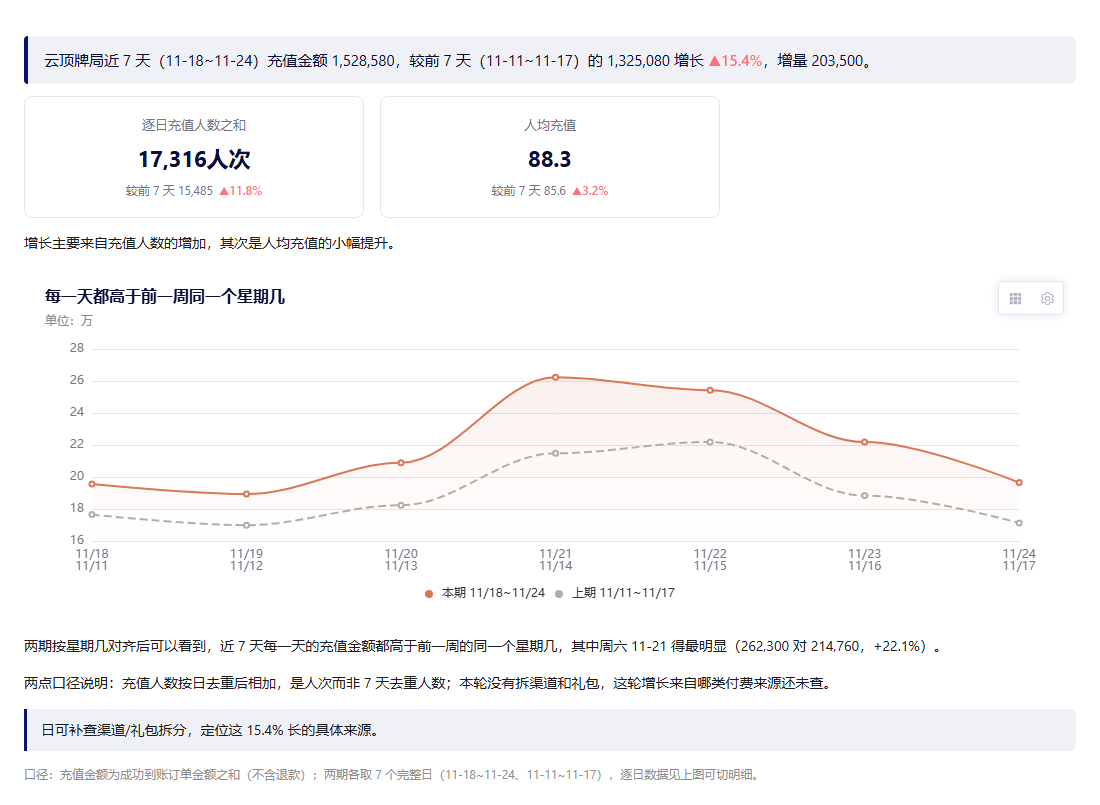 云顶牌局近 7 天（11-18~11-24）充值金额 1,528,580，较前 7 天（11-11~11-17）的 1,325,080 增长 ▲15.4%，增量 203,500。
逐日充值人数之和
17,316人次
较前 7 天 15,485 ▲11.8%
人均充值
88.3
较前 7 天 85.6 ▲3.2%
增长主要来自充值人数的增加，其次是人均充值的小幅提升。
每一天都高于前一周同一个星期几
单位：万
28
26
24
22
20
18
16
11/18 11/19 11/20 11/21 11/22 11/23 11/24
11/11 11/12 11/13 11/14 11/15 11/16 11/17
本期 11/18~11/24 上期 11/11~11/17
两期按星期几对齐后可以看到，近 7 天每一天的充值金额都高于前一周的同一个星期几，其中周六 11-21 得最明显（262,300 对 214,760，+22.1%）。
两点口径说明：充值人数按日去重后相加，是人次而非 7 天去重人数；本轮没有拆渠道和礼包，这轮增长来自哪类付费来源还未查。
日可补查渠道/礼包拆分，定位这 15.4% 长的具体来源。
口径：充值金额为成功到账订单金额之和（不含退款）；两期各取 7 个完整日（11-18~11-24、11-11~11-17），逐日数据见上图可切明细。